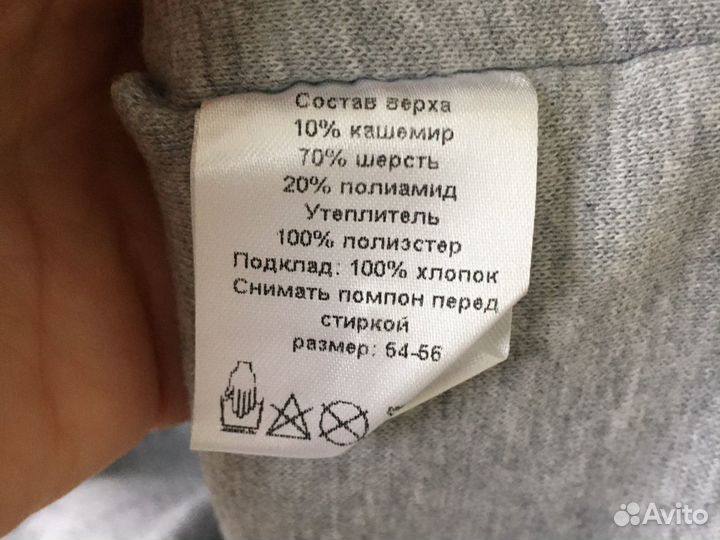 Состав верха
10% кашемир
70% шерсть
20% полиамид
Утеплитель
100% полиэстер
Подклад: 100% хлопок
Снимать помпон перед
стиркой
размер: 54-56
Avito